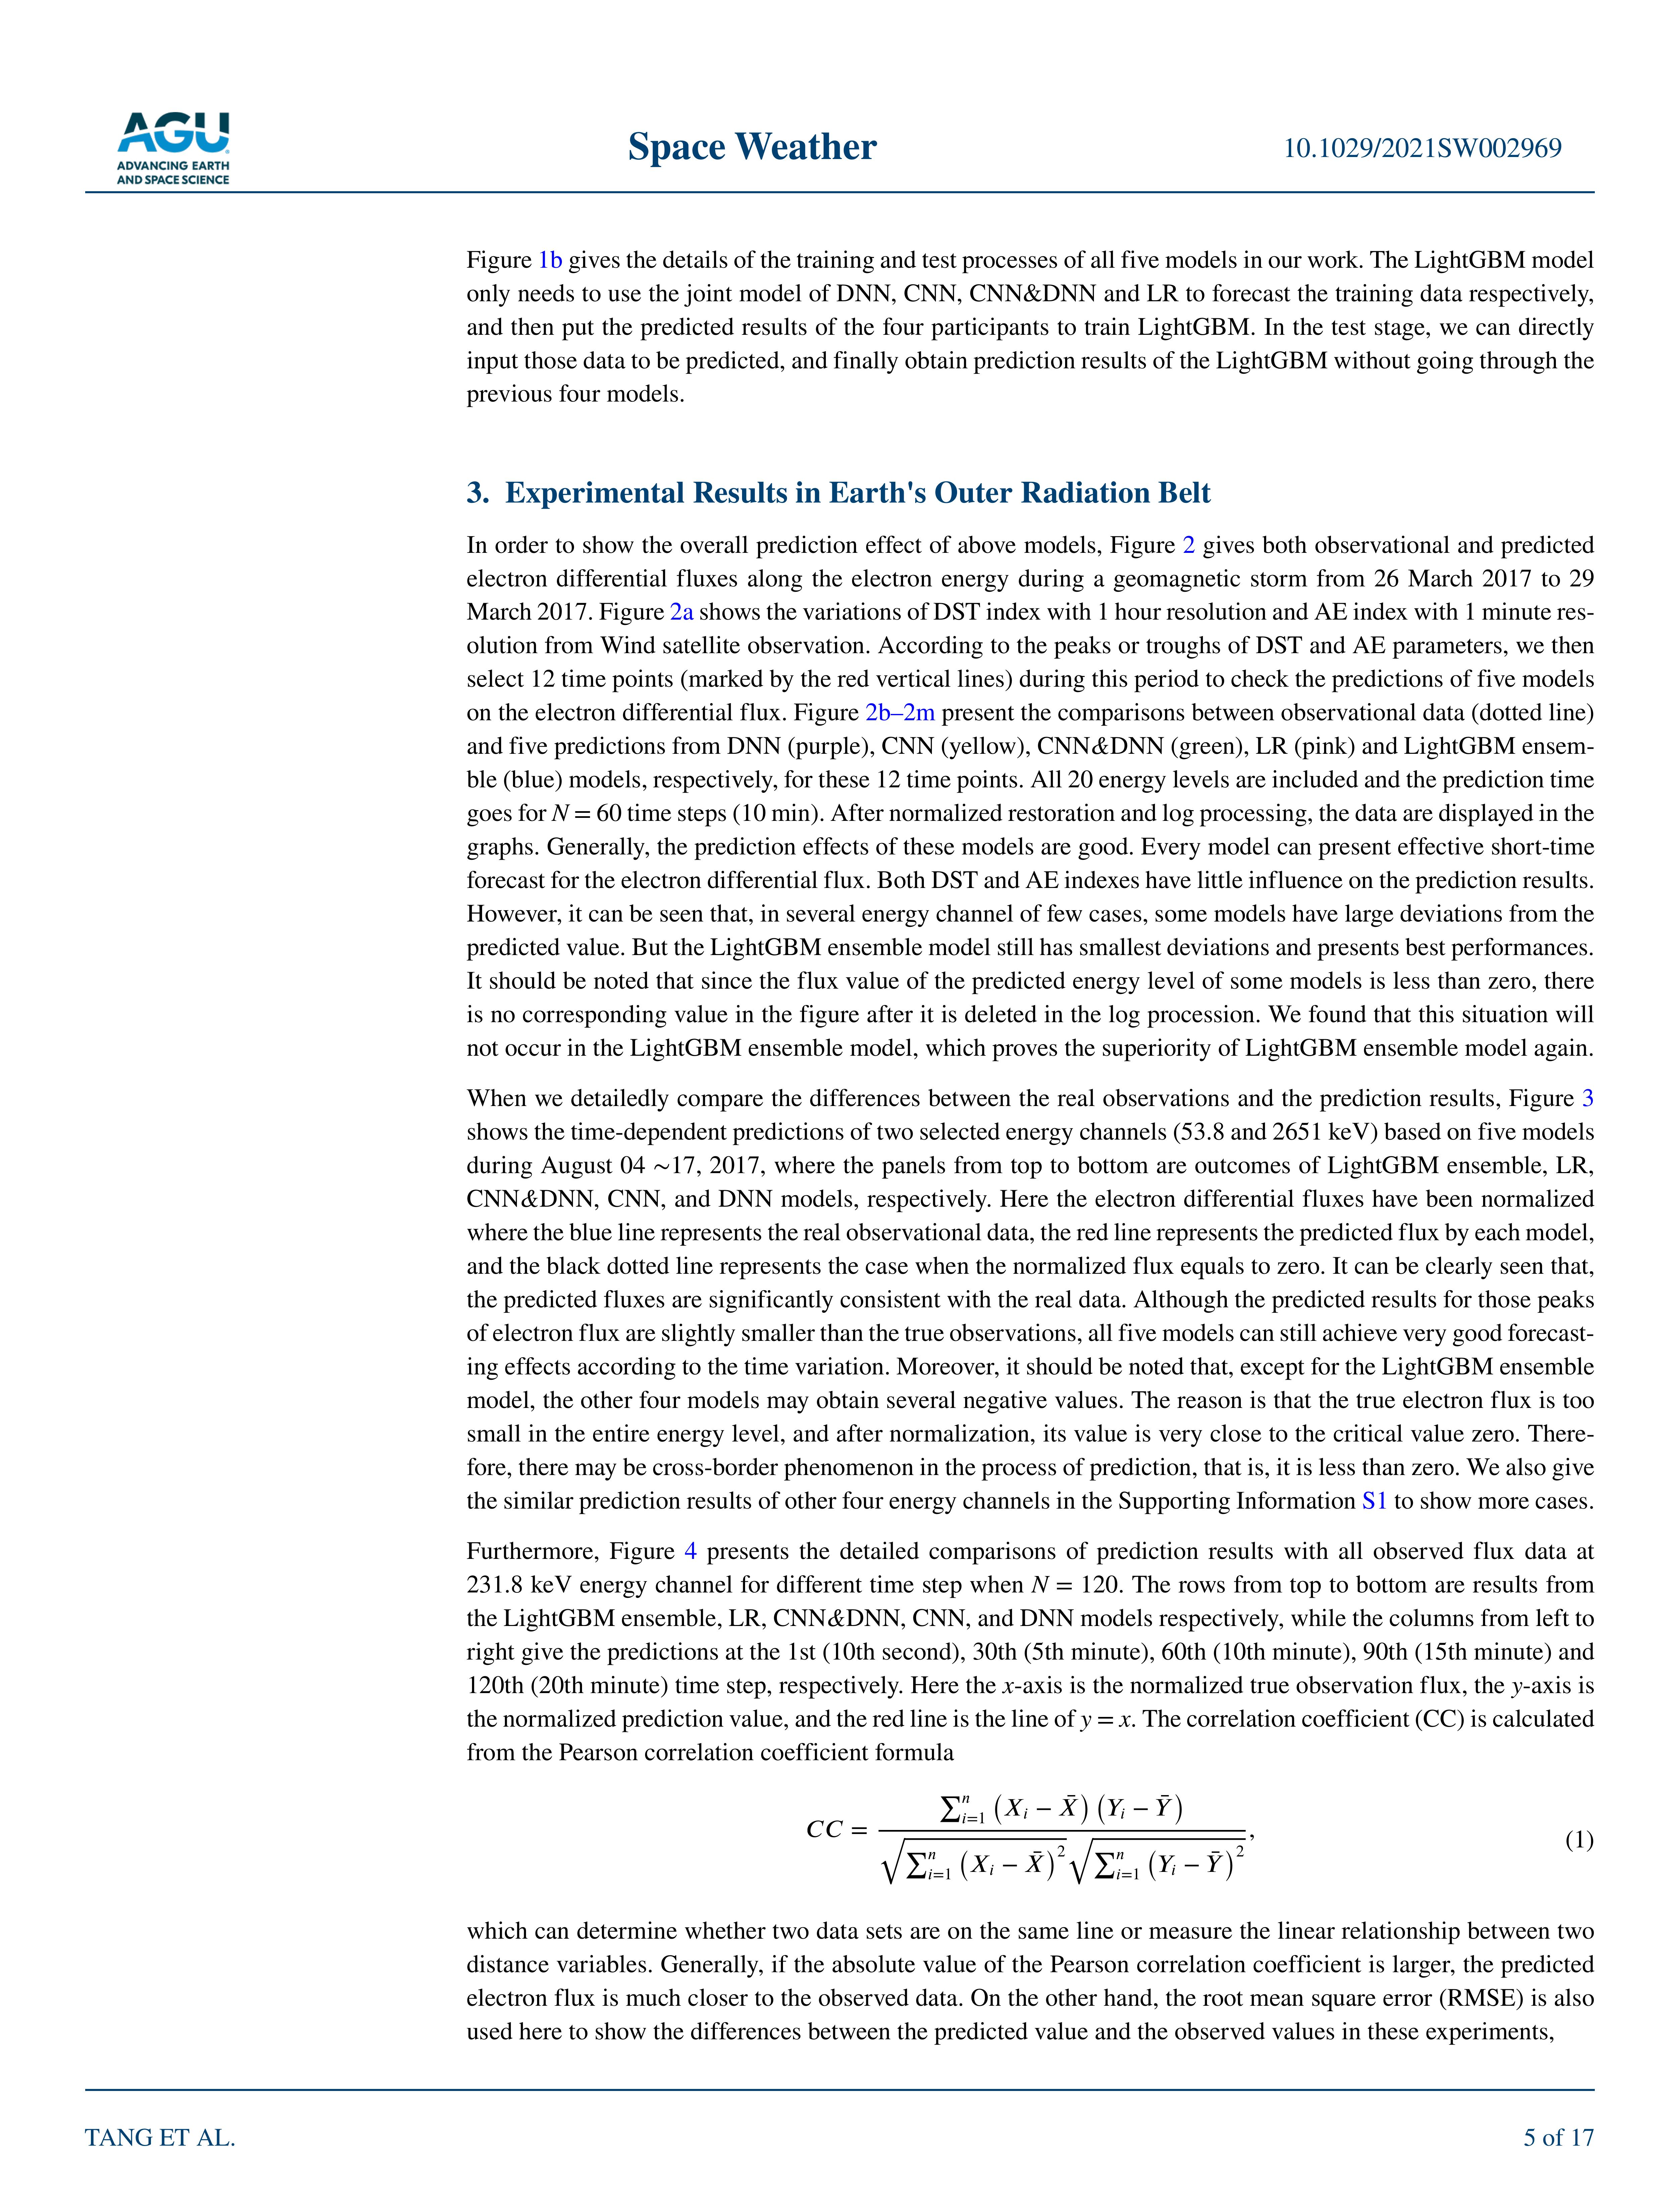 AGU
ADVANCING EARTH
AND SPACE SCIENCE
Space Weather
10.1029/2021SW002969
Figure 1b gives the details of the training and test processes of all five models in our work. The LightGBM model
only needs to use the joint model of DNN, CNN, CNN&DNN and LR to forecast the training data respectively,
and then put the predicted results of the four participants to train LightGBM. In the test stage, we can directly
input those data to be predicted, and finally obtain prediction results of the LightGBM without going through the
previous four models.
3. Experimental Results in Earth's Outer Radiation Belt
In order to show the overall prediction effect of above models, Figure 2 gives both observational and predicted
electron differential fluxes along the electron energy during a geomagnetic storm from 26 March 2017 to 29
March 2017. Figure 2a shows the variations of DST index with 1 hour resolution and AE index with 1 minute res-
olution from Wind satellite observation. According to the peaks or troughs of DST and AE parameters, we then
select 12 time points (marked by the red vertical lines) during this period to check the predictions of five models
on the electron differential flux. Figure 2b–2m present the comparisons between observational data (dotted line)
and five predictions from DNN (purple), CNN (yellow), CNN&DNN (green), LR (pink) and LightGBM ensem-
ble (blue) models, respectively, for these 12 time points. All 20 energy levels are included and the prediction time
goes for N = 60 time steps (10 min). After normalized restoration and log processing, the data are displayed in the
graphs. Generally, the prediction effects of these models are good. Every model can present effective short-time
forecast for the electron differential flux. Both DST and AE indexes have little influence on the prediction results.
However, it can be seen that, in several energy channel of few cases, some models have large deviations from the
predicted value. But the LightGBM ensemble model still has smallest deviations and presents best performances.
It should be noted that since the flux value of the predicted energy level of some models is less than zero, there
is no corresponding value in the figure after it is deleted in the log procession. We found that this situation will
not occur in the LightGBM ensemble model, which proves the superiority of LightGBM ensemble model again.
When we detailedly compare the differences between the real observations and the prediction results, Figure 3
shows the time-dependent predictions of two selected energy channels (53.8 and 2651 keV) based on five models
during August 04 ~17, 2017, where the panels from top to bottom are outcomes of LightGBM ensemble, LR,
CNN&DNN, CNN, and DNN models, respectively. Here the electron differential fluxes have been normalized
where the blue line represents the real observational data, the red line represents the predicted flux by each model,
and the black dotted line represents the case when the normalized flux equals to zero. It can be clearly seen that,
the predicted fluxes are significantly consistent with the real data. Although the predicted results for those peaks
of electron flux are slightly smaller than the true observations, all five models can still achieve very good forecast-
ing effects according to the time variation. Moreover, it should be noted that, except for the LightGBM ensemble
model, the other four models may obtain several negative values. The reason is that the true electron flux is too
small in the entire energy level, and after normalization, its value is very close to the critical value zero. There-
fore, there may be cross-border phenomenon in the process of prediction, that is, it is less than zero. We also give
the similar prediction results of other four energy channels in the Supporting Information S1 to show more cases.
Furthermore, Figure 4 presents the detailed comparisons of prediction results with all observed flux data at
231.8 keV energy channel for different time step when N = 120. The rows from top to bottom are results from
the LightGBM ensemble, LR, CNN&DNN, CNN, and DNN models respectively, while the columns from left to
right give the predictions at the 1st (10th second), 30th (5th minute), 60th (10th minute), 90th (15th minute) and
120th (20th minute) time step, respectively. Here the x-axis is the normalized true observation flux, the y-axis is
the normalized prediction value, and the red line is the line of y = x. The correlation coefficient (CC) is calculated
from the Pearson correlation coefficient formula
CC = \frac{\sum_{i=1}^{n} (X_i − \bar{X}) (Y_i − \bar{Y})}{\sqrt{\sum_{i=1}^{n} (X_i − \bar{X})^2} \sqrt{\sum_{i=1}^{n} (Y_i − \bar{Y})^2}}, (1)
which can determine whether two data sets are on the same line or measure the linear relationship between two
distance variables. Generally, if the absolute value of the Pearson correlation coefficient is larger, the predicted
electron flux is much closer to the observed data. On the other hand, the root mean square error (RMSE) is also
used here to show the differences between the predicted value and the observed values in these experiments,
TANG ET AL.
5 of 17